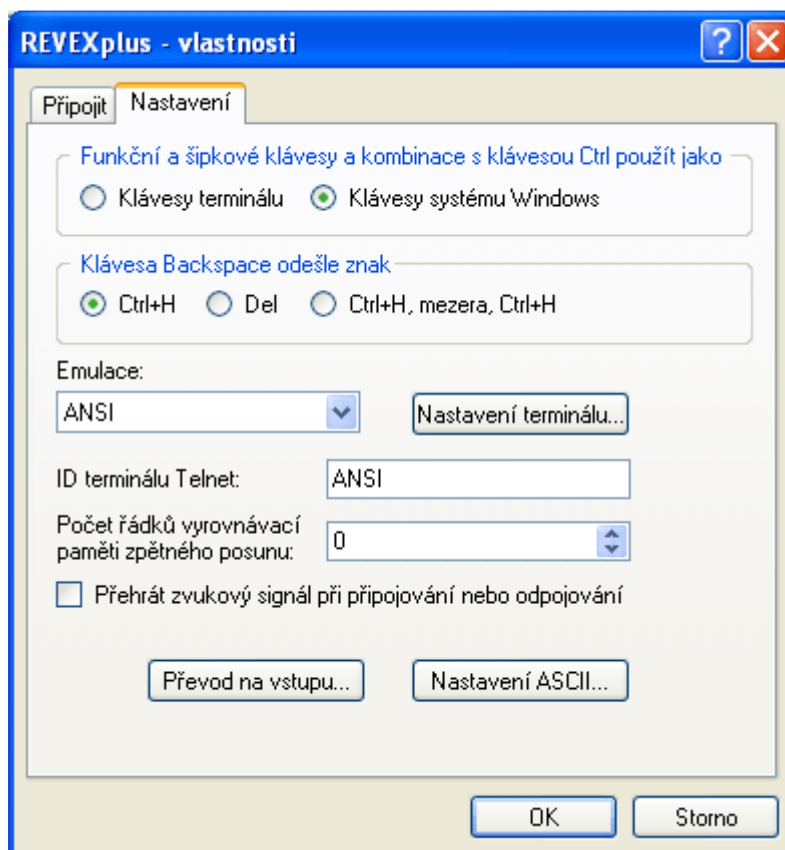 REVEXplus - vlastnosti
Připojit Nastavení
Funkční a šipkové klávesy a kombinace s klávesou Ctrl použít jako
Klávesy terminálu Klávesy systému Windows
Klávesa Backspace odešle znak
Ctrl+H Del Ctrl+H, mezera, Ctrl+H
Emulace:
ANSI Nastavení terminálu...
ID terminálu Telnet: ANSI
Počet řádků vyrovnávací
paměti zpětného posunu: 0
Přehrát zvukový signál při připojování nebo odpojování
Převod na vstupu... Nastavení ASCII...
OK Storno